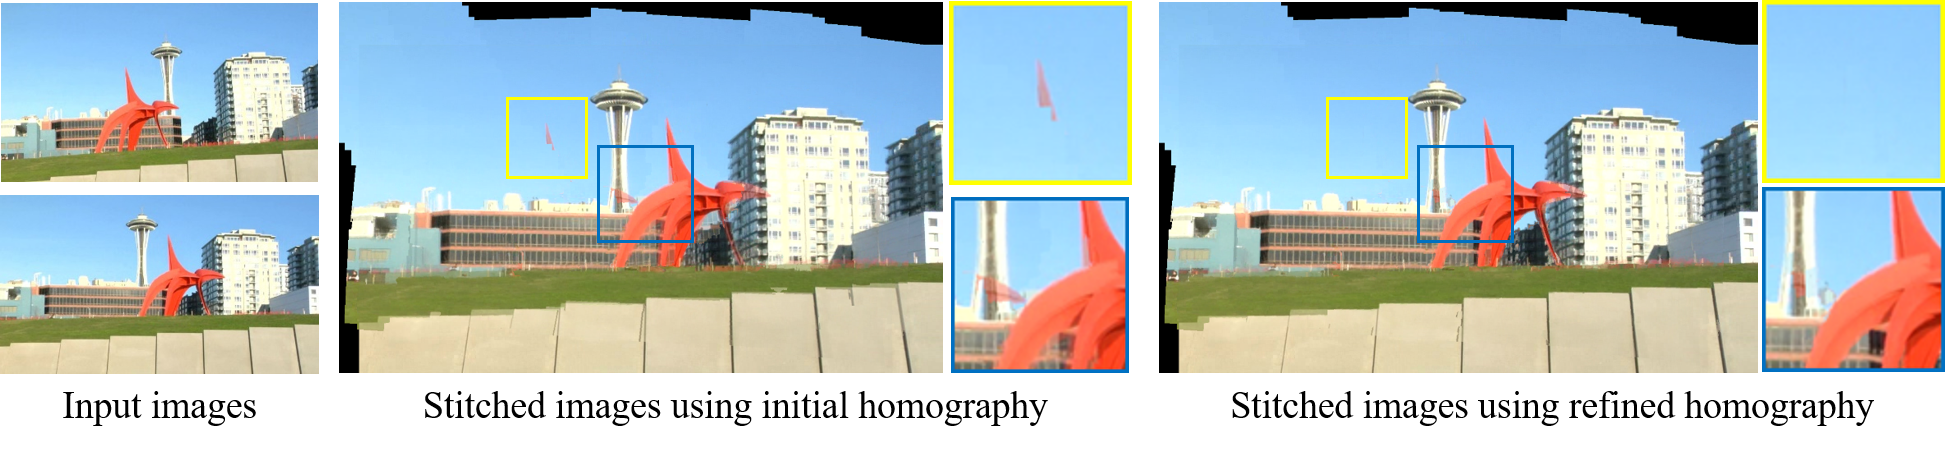 Input images
Stitched images using initial homography
Stitched images using refined homography